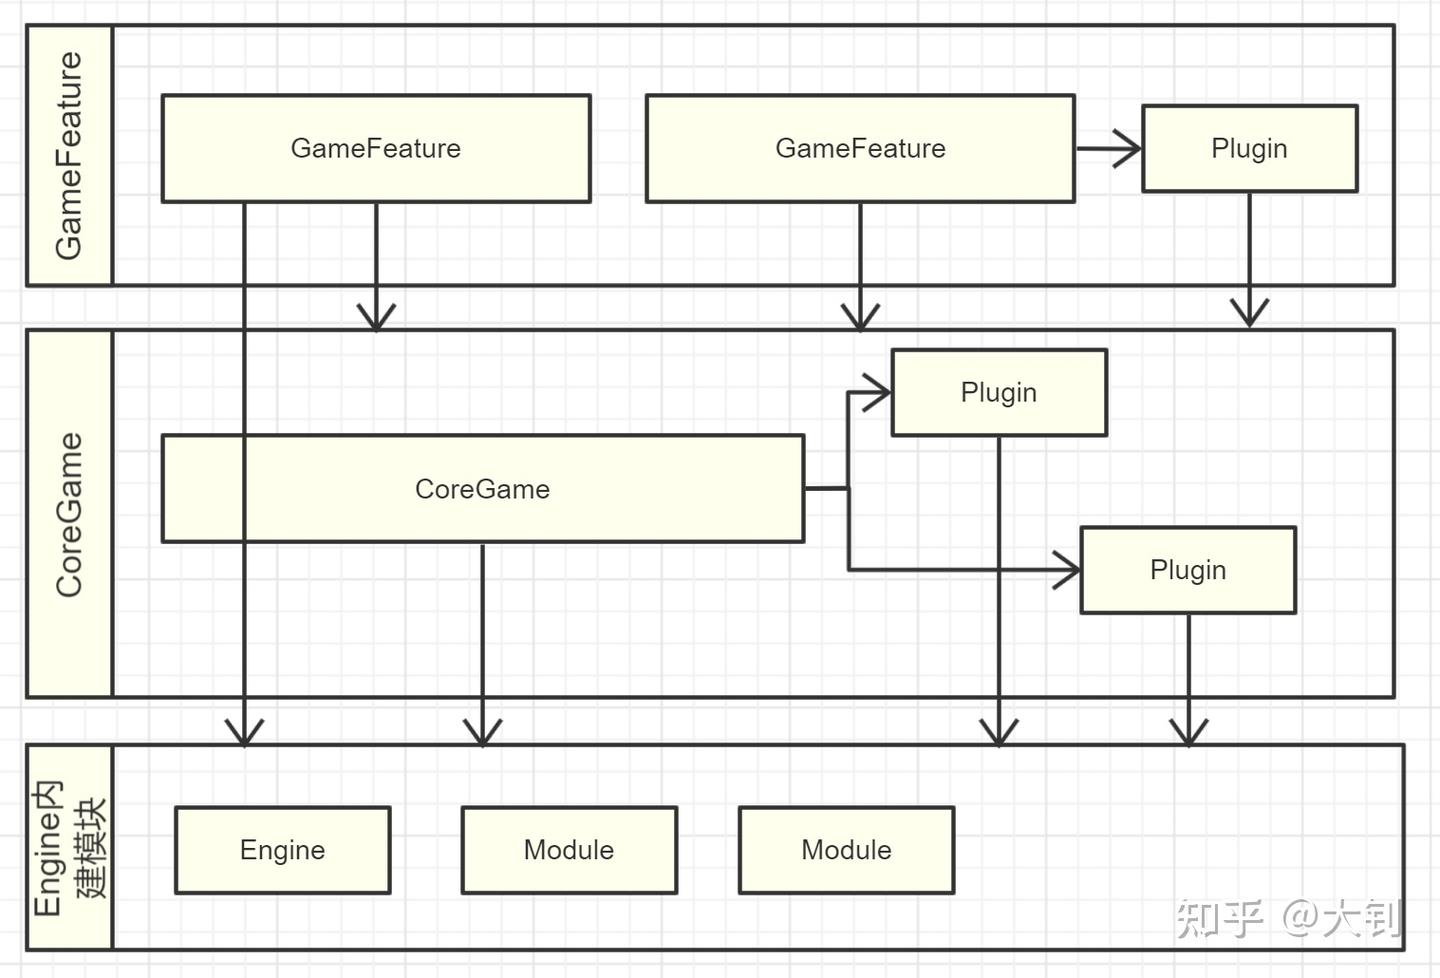 GameFeature
GameFeature
GameFeature
Plugin
CoreGame
CoreGame
Plugin
Plugin
Engine内
建模块
Engine
Module
Module
知乎 @大钊